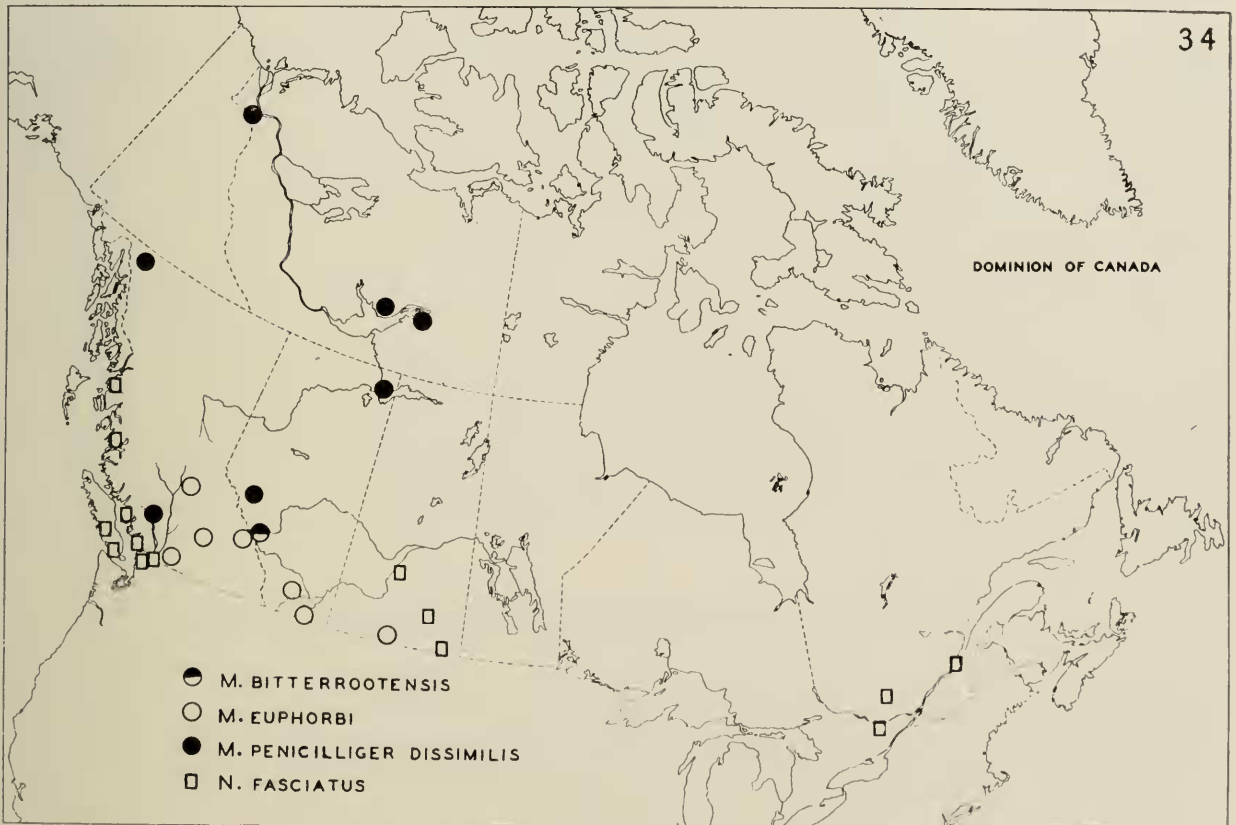 34
DOMINION OF CANADA
M. BITTERROOTENSIS
M. EUPHORBI
M. PENICILLIGER DISSIMILIS
N. FASCIATUS